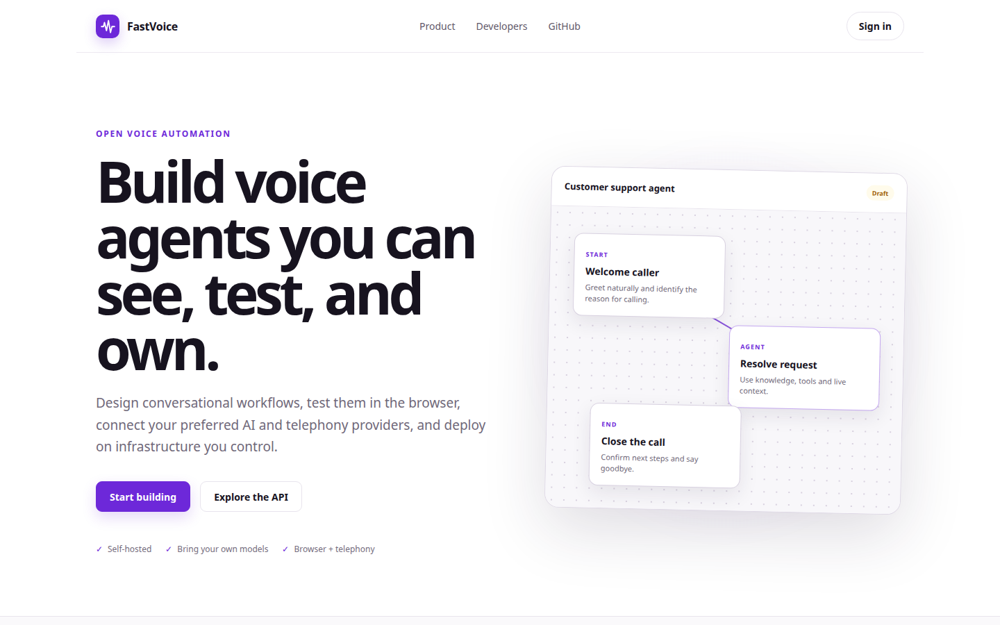 FastVoice
Product
Developers
GitHub
Sign in
OPEN VOICE AUTOMATION
Build voice
agents you can
see, test, and
own.
Design conversational workflows, test them in the browser,
connect your preferred AI and telephony providers, and deploy
on infrastructure you control.
Start building
Explore the API
✓ Self-hosted
✓ Bring your own models
✓ Browser + telephony
Customer support agent
Draft
START
Welcome caller
Greet naturally and identify the
reason for calling.
AGENT
Resolve request
Use knowledge, tools and live
context.
END
Close the call
Confirm next steps and say
goodbye.